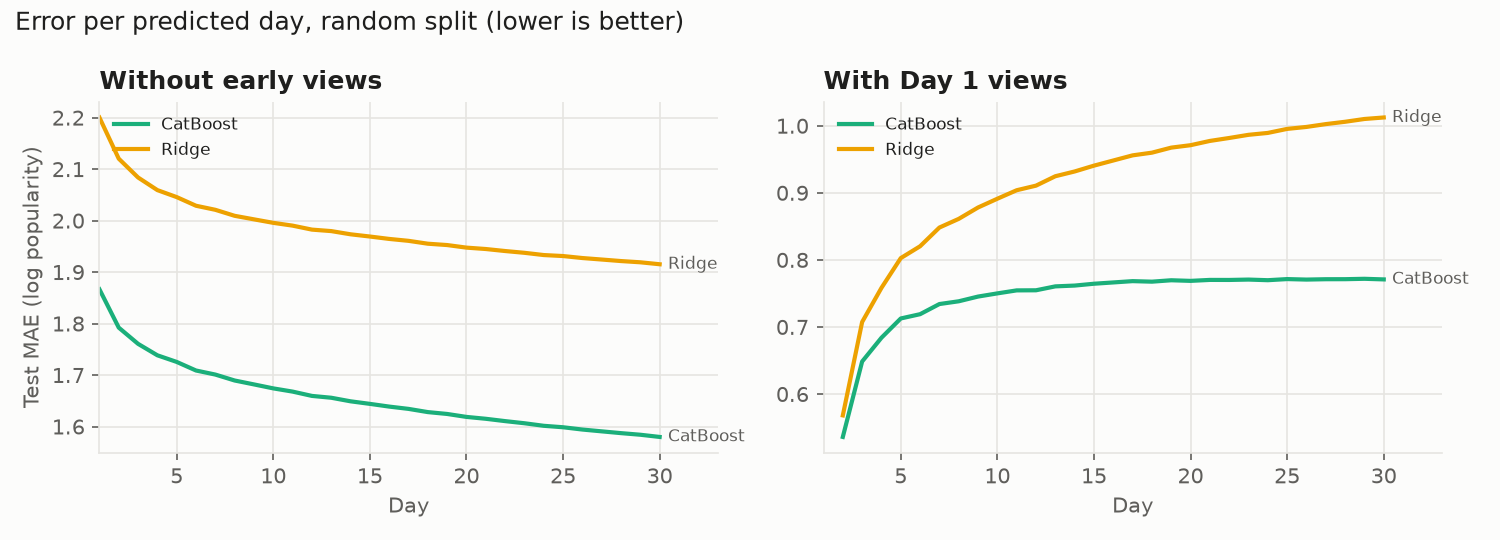 Error per predicted day, random split (lower is better)
Without early views
Test MAE (log popularity)
2.2
2.1
2.0
1.9
1.8
1.7
1.6
CatBoost
Ridge
Ridge
CatBoost
5 10 15 20 25 30
Day
With Day 1 views
1.0
0.9
0.8
0.7
0.6
CatBoost
Ridge
Ridge
CatBoost
5 10 15 20 25 30
Day